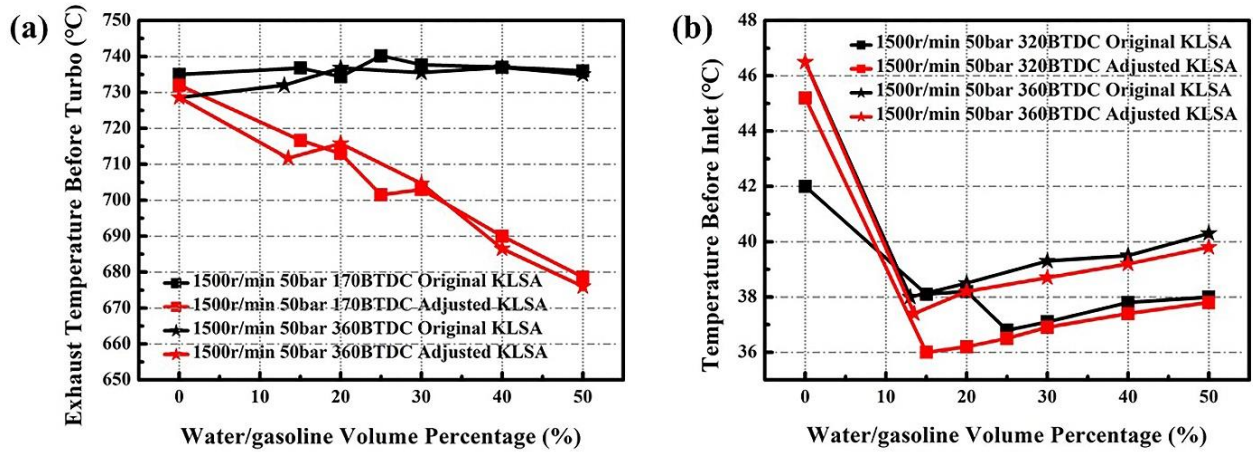 (a)
Exhaust Temperature Before Turbo (°C)
750
740
730
720
710
700
690
680
670
660
650
1500r/min 50bar 170BTDC Original KLSA
1500r/min 50bar 170BTDC Adjusted KLSA
1500r/min 50bar 360BTDC Original KLSA
1500r/min 50bar 360BTDC Adjusted KLSA
0 10 20 30 40 50
Water/gasoline Volume Percentage (%)
(b)
Temperature Before Inlet (°C)
48
46
44
42
40
38
36
1500r/min 50bar 320BTDC Original KLSA
1500r/min 50bar 320BTDC Adjusted KLSA
1500r/min 50bar 360BTDC Original KLSA
1500r/min 50bar 360BTDC Adjusted KLSA
0 10 20 30 40 50
Water/gasoline Volume Percentage (%)